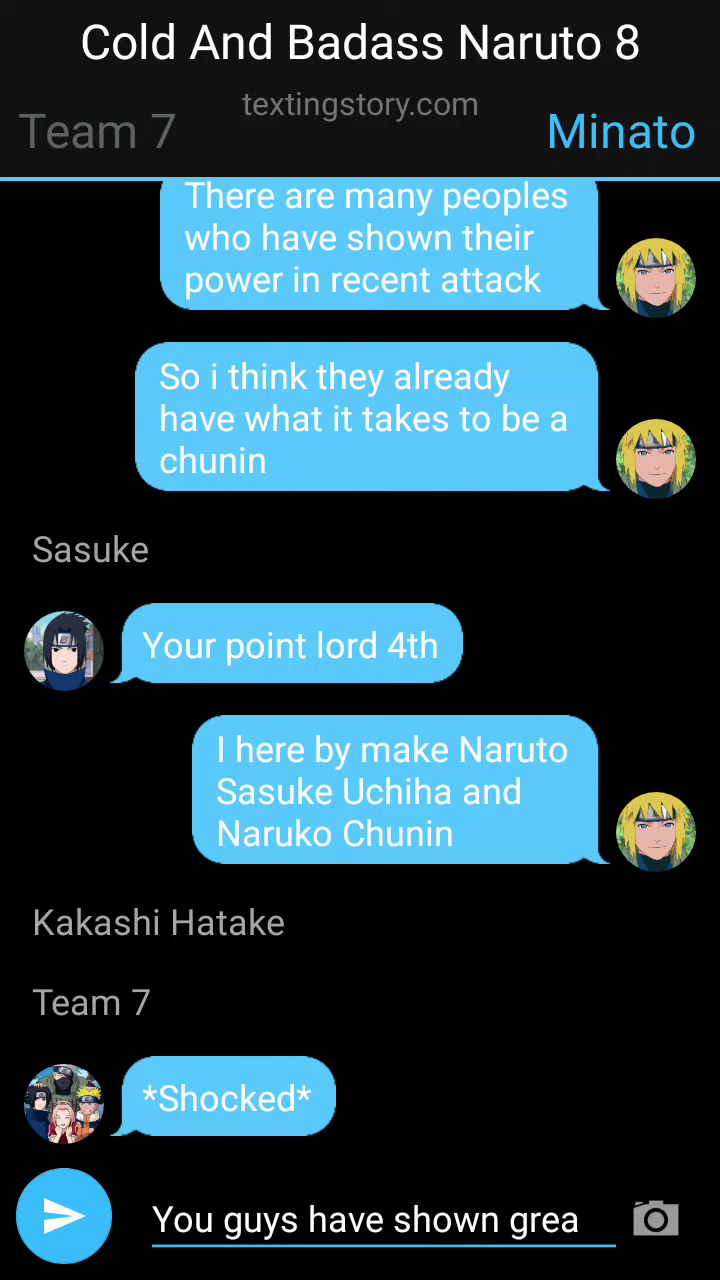 Cold And Badass Naruto 8
textingstory.com
Team 7
Minato
There are many peoples
who have shown their
power in recent attack
So i think they already
have what it takes to be a
chunin
Sasuke
Your point lord 4th
I here by make Naruto
Sasuke Uchiha and
Naruko Chunin
Kakashi Hatake
Team 7
*Shocked*
You guys have shown grea